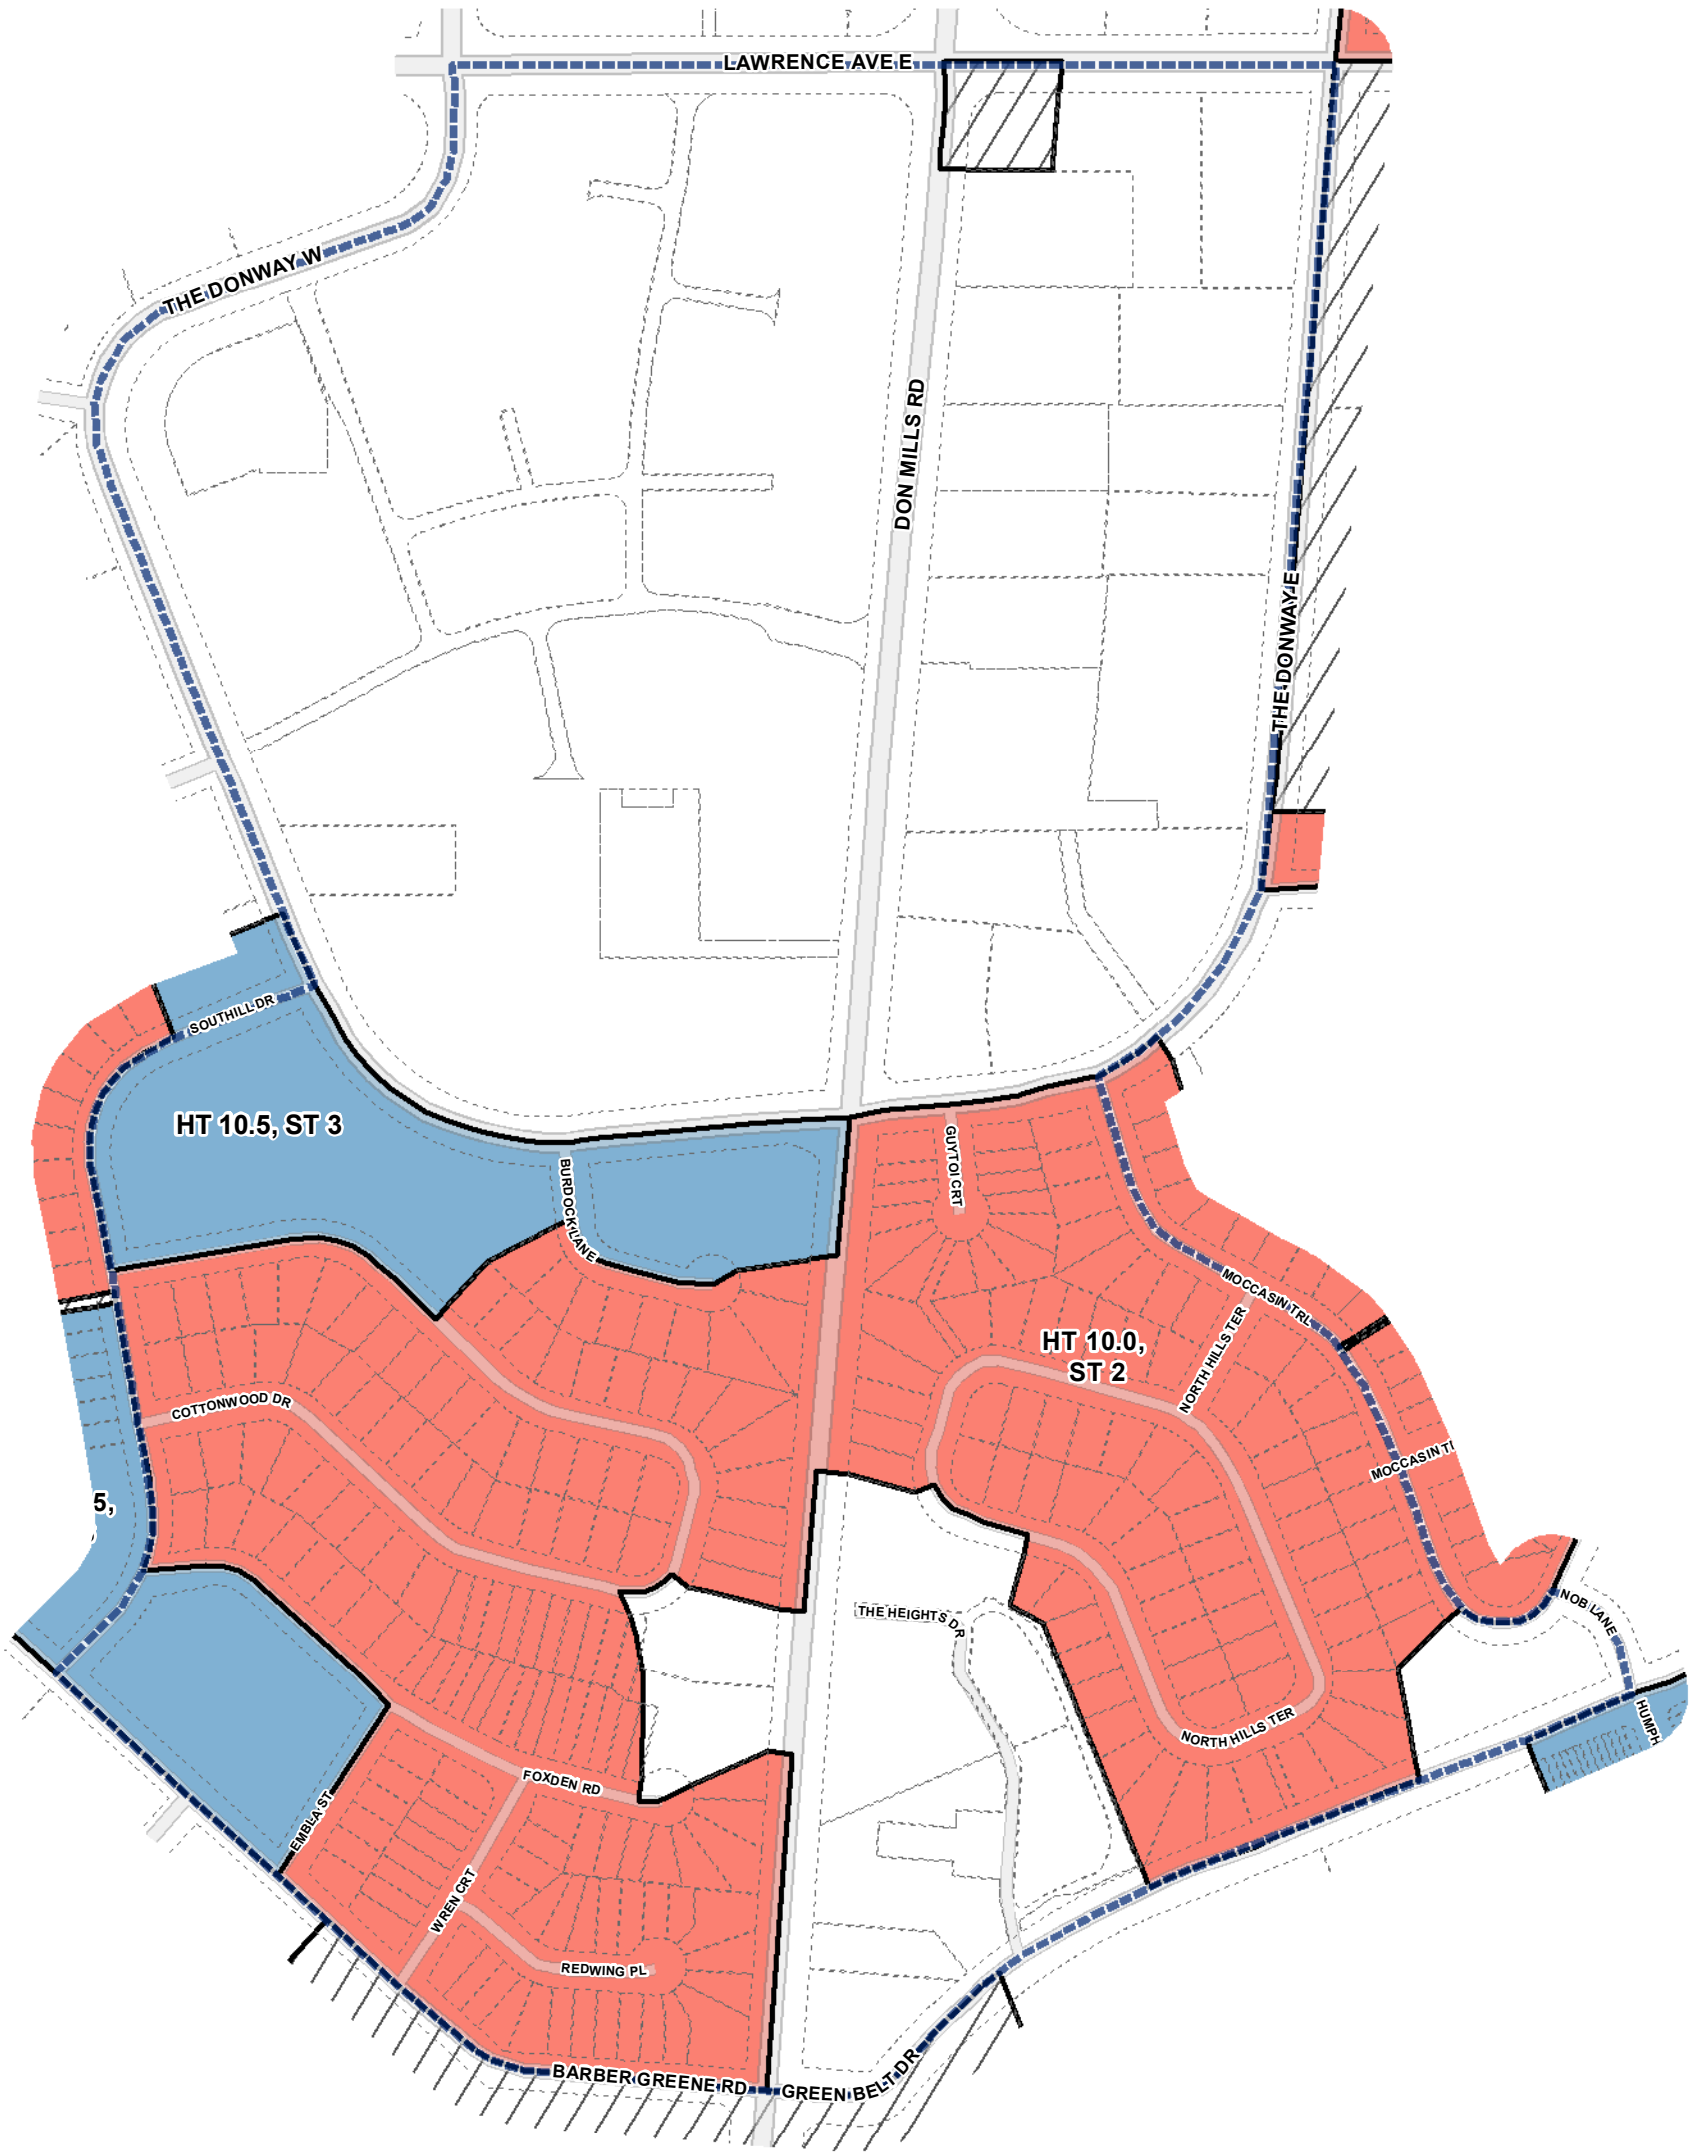 LAWRENCE AVE E
THE DONWAY W
DON MILLS RD
THE DONWAY E
SOUTHILL DR
HT 10.5, ST 3
BURDOCK LANE
GUYTOI CRT
MOCCASIN TRL
NORTH HILLS TER
HT 10.0,
ST 2
COTTONWOOD DR
MOCCASIN T
5,
THE HEIGHTS DR
NOB LANE
HUMPH
NORTH HILLS TER
FOXDEN RD
EMBLA ST
WREN CRT
REDWING PL
BARBER GREENE RD
GREEN BELT DR